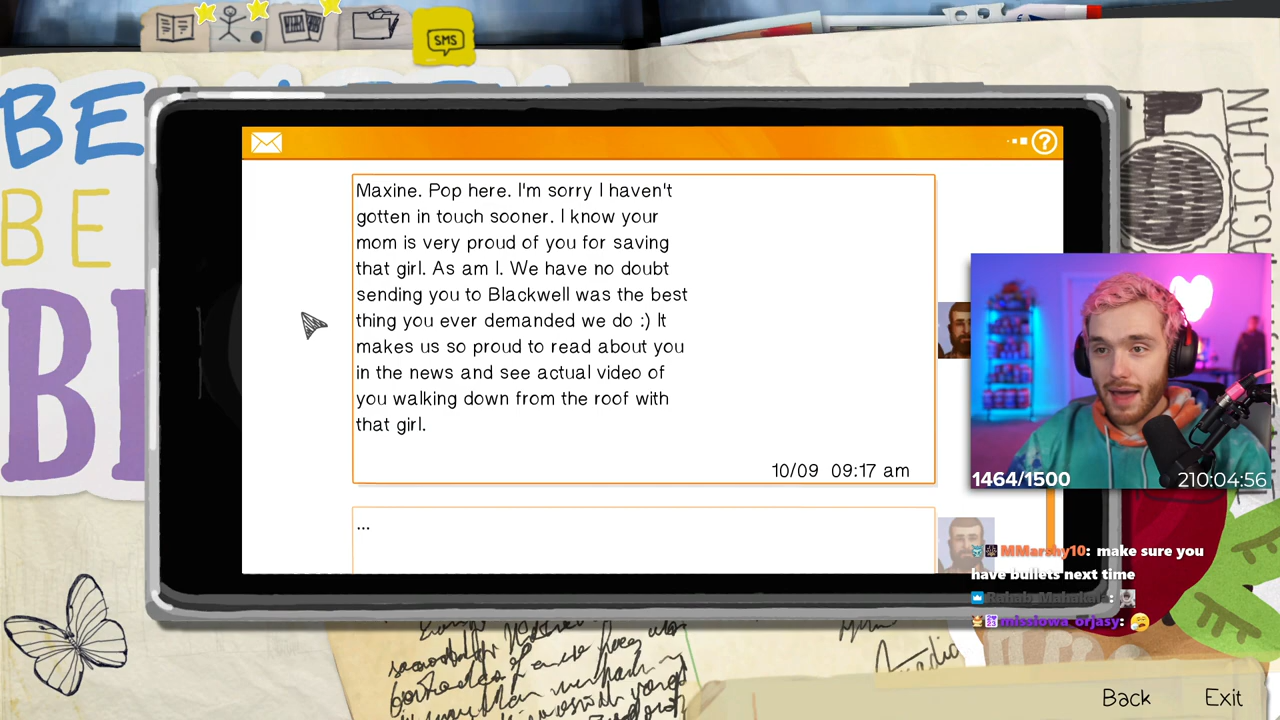 SMS
BE
BE
Maxine. Pop here. I'm sorry I haven't
gotten in touch sooner. I know your
mom is very proud of you for saving
that girl. As am I. We have no doubt
sending you to Blackwell was the best
thing you ever demanded we do :) It
makes us so proud to read about you
in the news and see actual video of
you walking down from the roof with
that girl.
10/09 09:17 am
...
1464/1500
210:04:56
MMarshy10: make sure you
have bullets next time
missiowa_orjasy:
Back
Exit